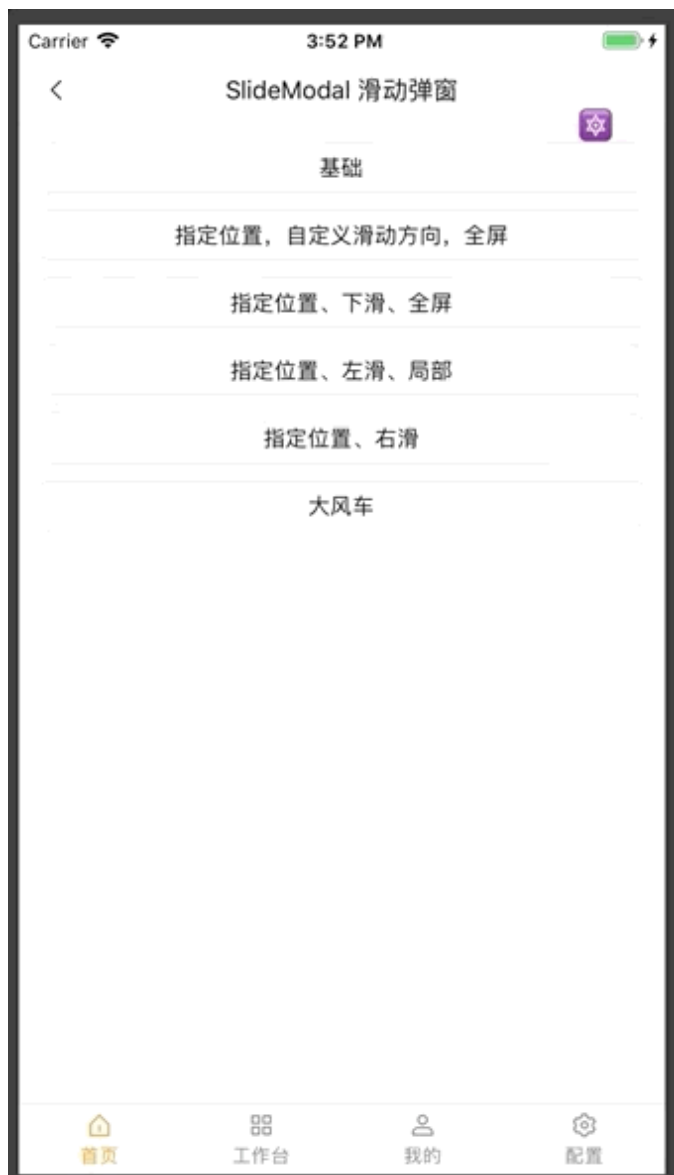 Carrier 3:52 PM
SlideModal 滑动弹窗
基础
指定位置，自定义滑动方向，全屏
指定位置、下滑、全屏
指定位置、左滑、局部
指定位置、右滑
大风车
首页 工作台 我的 配置